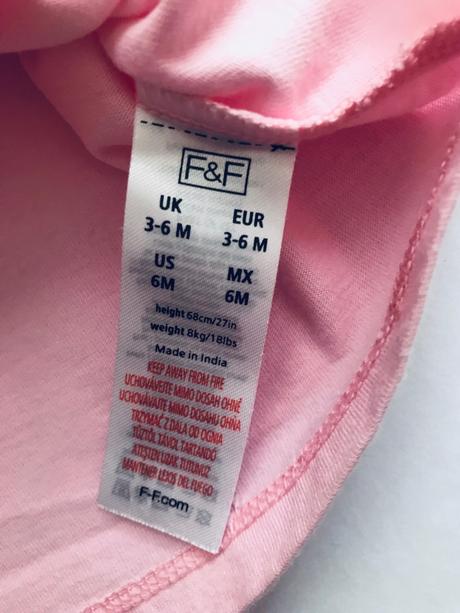 F&F
UK EUR
3-6 M 3-6 M
US MX
6M 6M
height 68cm/27in
weight 8kg/18lbs
Made in India
KEEP AWAY FROM FIRE
UCHOVÁVEJTE MIMO DOSAH OHNĚ
UCHOVÁVAJTE MIMO DOSAHU OHŇA
TRZYMAĆ Z DALA OD OGNIA
TŰZTŐL TÁVOL TARTANDÓ
ATEŞTEN UZAK TUTUNUZ
MANTENER LEJOS DEL FUEGO
F-F.com